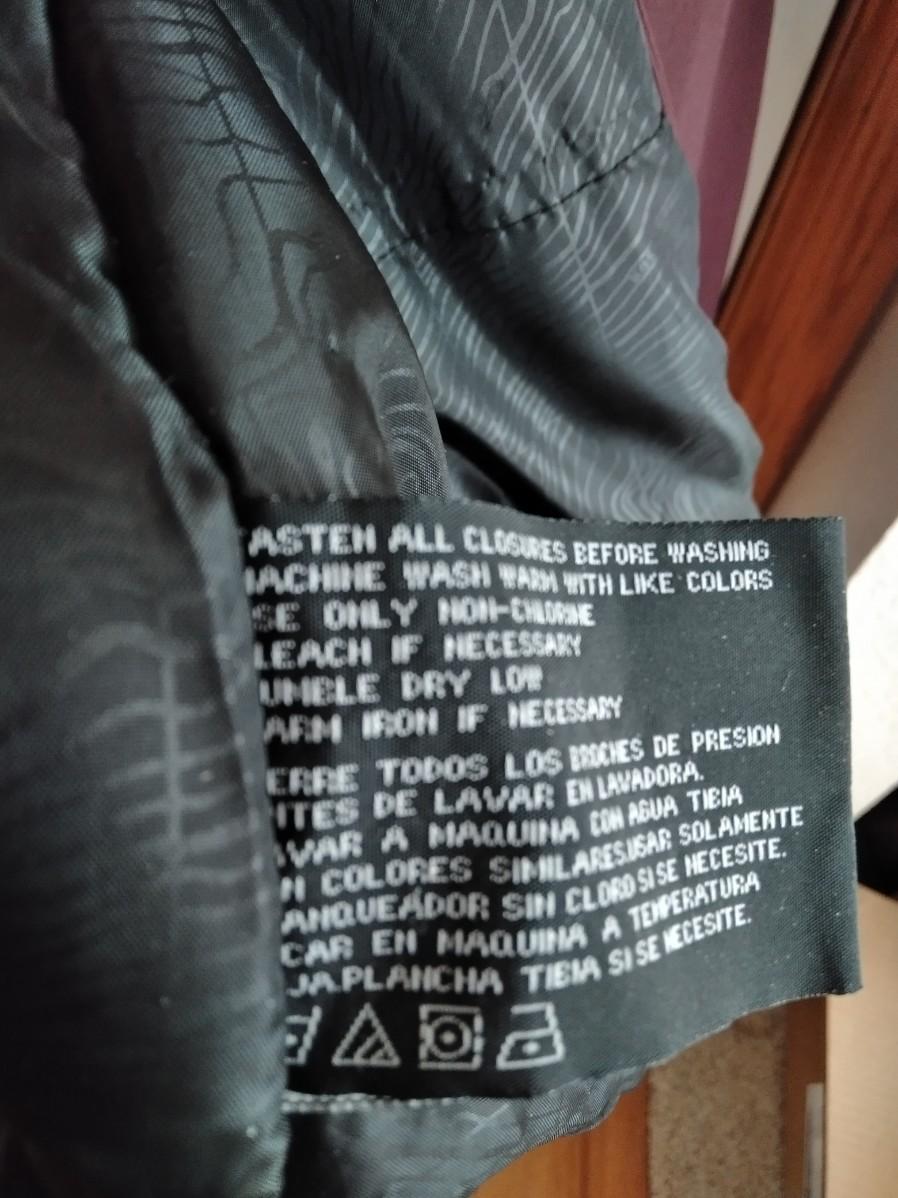 ASTEN ALL CLOSURES BEFORE WASHING
ACHINE WASH WARM WITH LIKE COLORS
SE ONLY NON-CHLORINE
LEACH IF NECESSARY
UMBLE DRY LOW
ARM IRON IF NECESSARY
ERRE TODOS LOS BROCHES DE PRESION
TES DE LAVAR EN LAVADORA.
AVAR A MAQUINA CON AGUA TIBIA
N COLORES SIMILARES.USAR SOLAMENTE
ANQUEADOR SIN CLORO SI SE NECESITE.
CAR EN MAQUINA A TEMPERATURA
JA.PLANCHA TIBIA SI SE NECESITE.